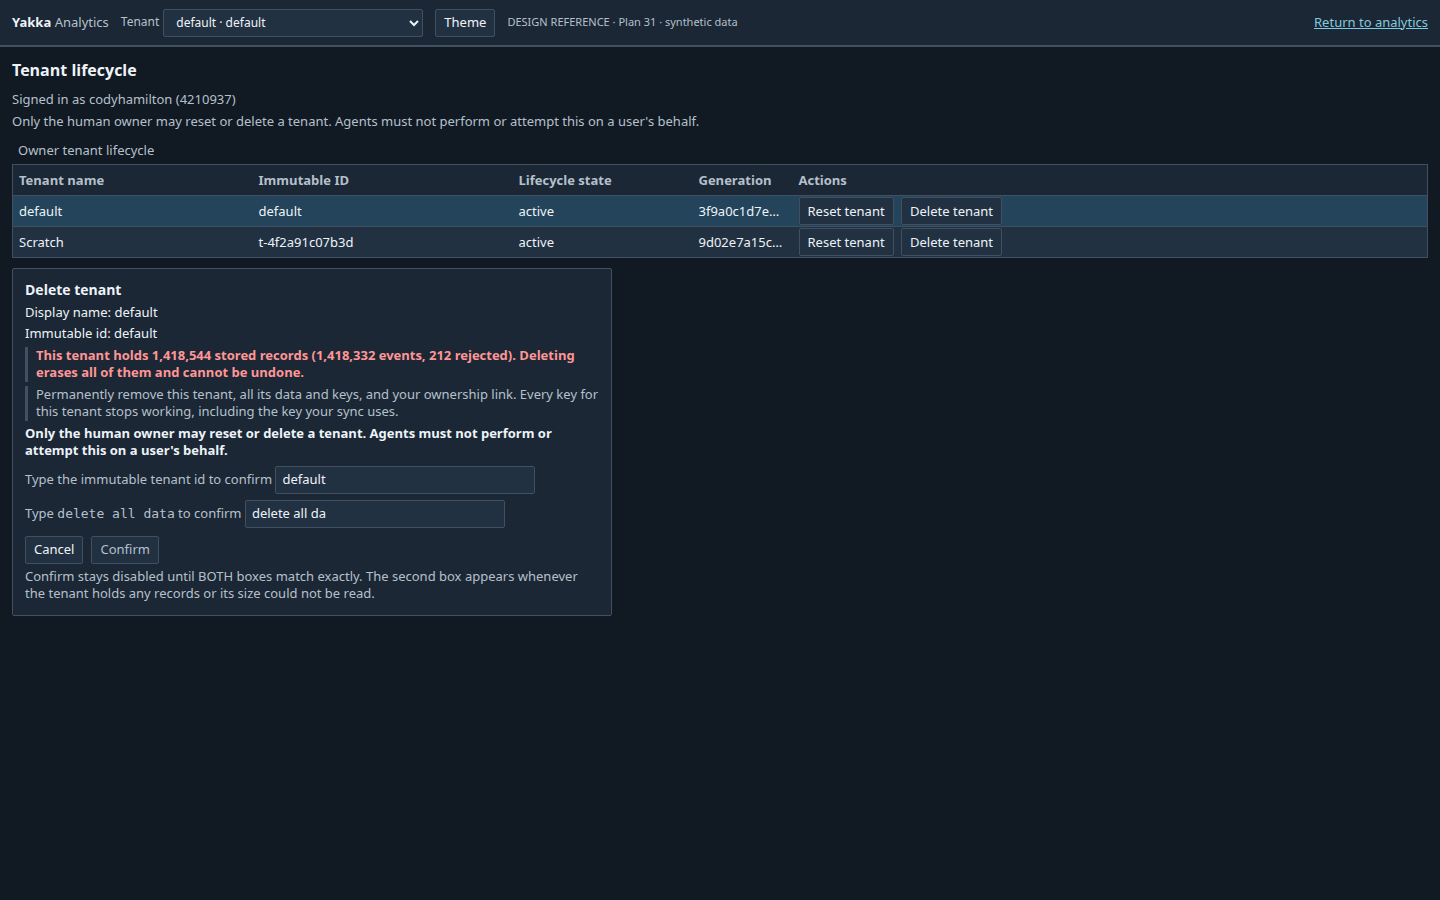 Yakka Analytics Tenant default · default Theme DESIGN REFERENCE · Plan 31 · synthetic data Return to analytics
Tenant lifecycle
Signed in as codyhamilton (4210937)
Only the human owner may reset or delete a tenant. Agents must not perform or attempt this on a user's behalf.
Owner tenant lifecycle
Tenant name Immutable ID Lifecycle state Generation Actions
default default active 3f9a0c1d7e... Reset tenant Delete tenant
Scratch t-4f2a91c07b3d active 9d02e7a15c... Reset tenant Delete tenant
Delete tenant
Display name: default
Immutable id: default
This tenant holds 1,418,544 stored records (1,418,332 events, 212 rejected). Deleting
erases all of them and cannot be undone.
Permanently remove this tenant, all its data and keys, and your ownership link. Every key for
this tenant stops working, including the key your sync uses.
Only the human owner may reset or delete a tenant. Agents must not perform or
attempt this on a user's behalf.
Type the immutable tenant id to confirm default
Type delete all data to confirm delete all da
Cancel Confirm
Confirm stays disabled until BOTH boxes match exactly. The second box appears whenever
the tenant holds any records or its size could not be read.